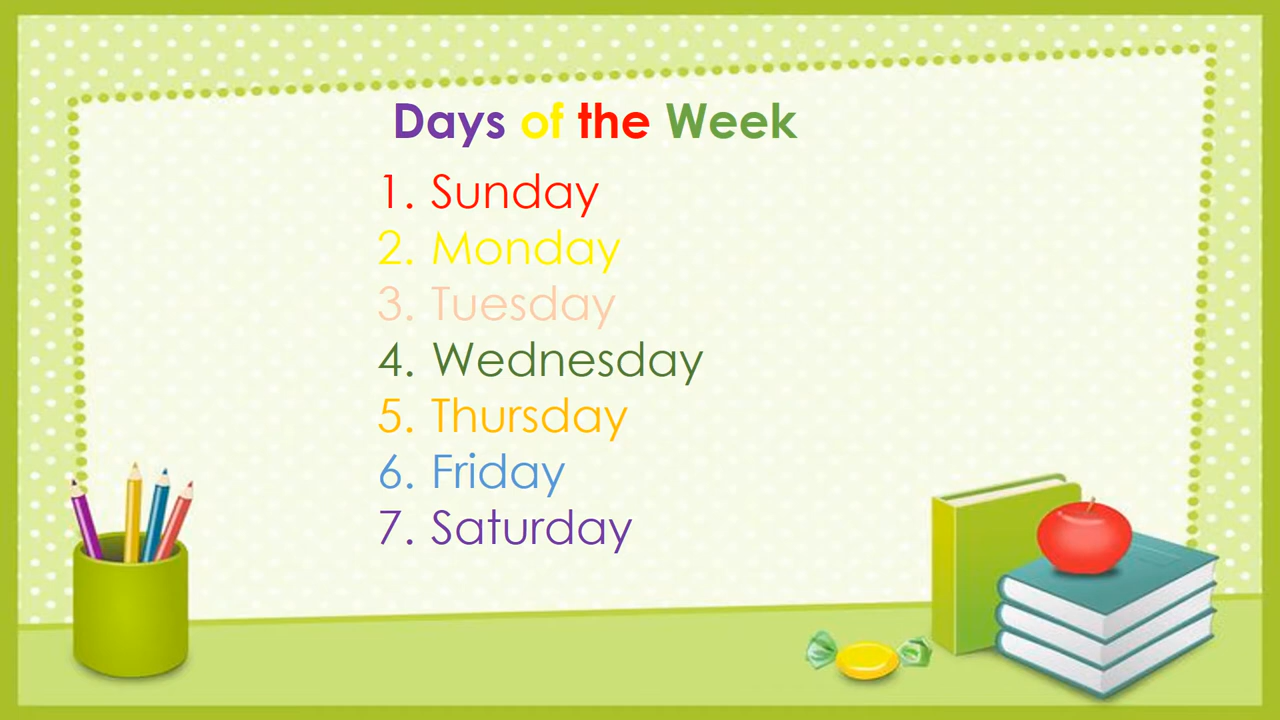 Days of the Week
1. Sunday
2. Monday
3. Tuesday
4. Wednesday
5. Thursday
6. Friday
7. Saturday